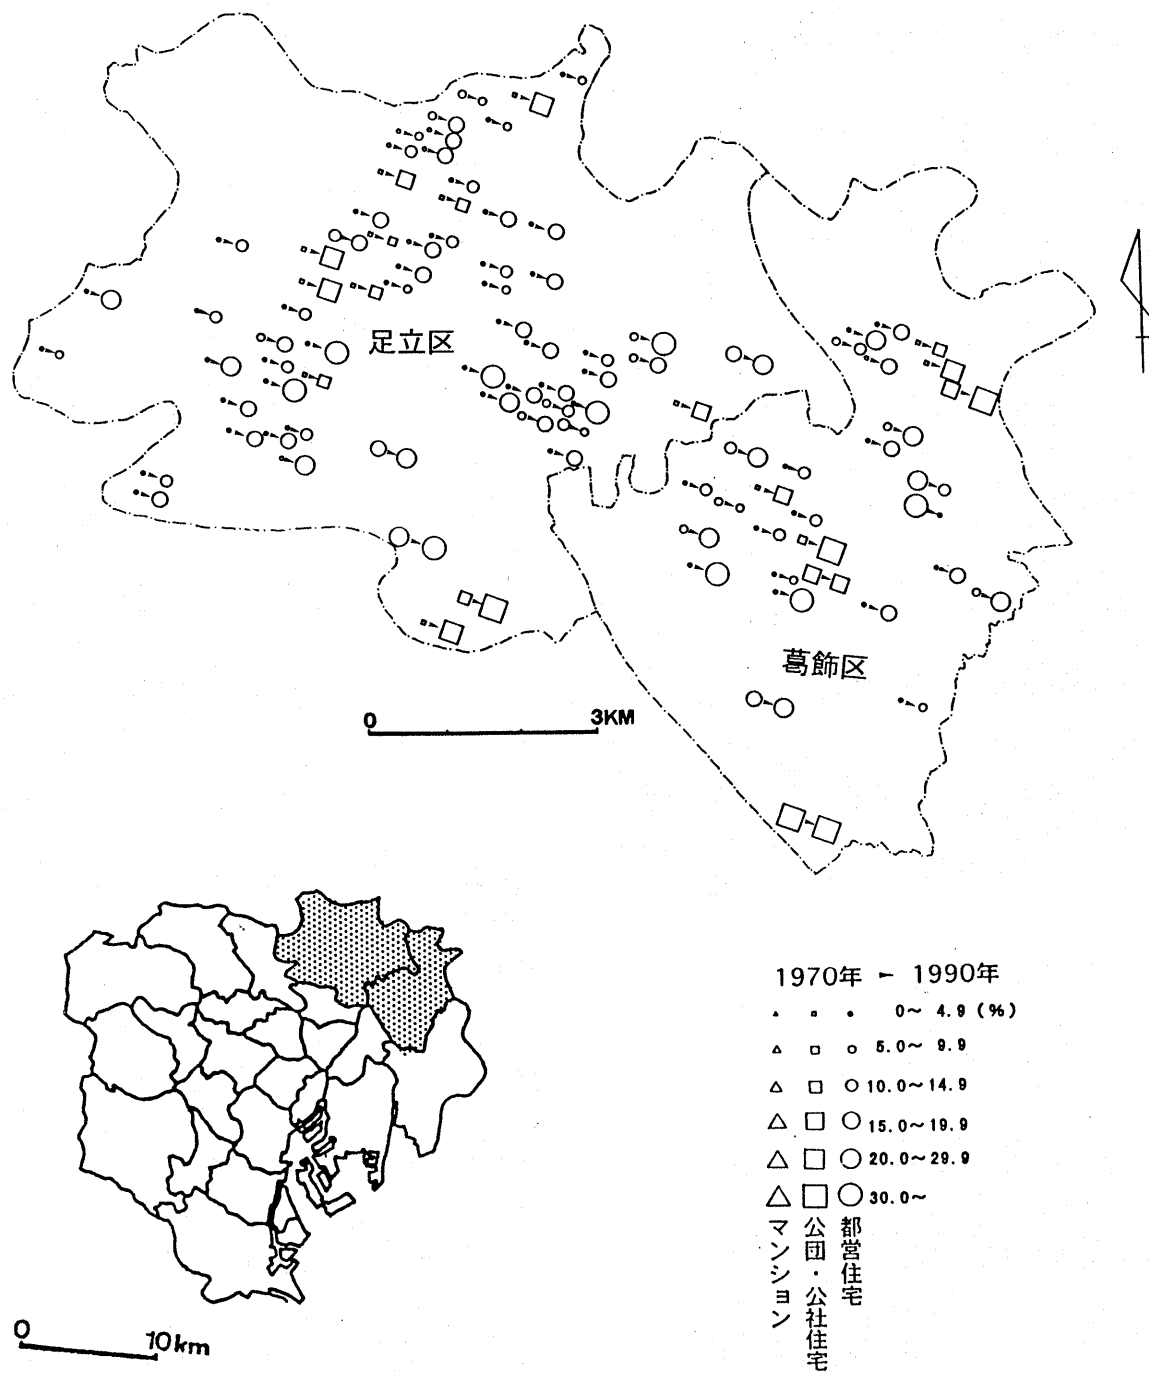 足立区
葛飾区
0 3KM
1970年 ► 1990年
0～ 4.9 (%)
5.0～ 9.9
10.0～14.9
15.0～19.9
20.0～29.9
30.0～
マンション
公団・公社住宅
都営住宅
0 10km